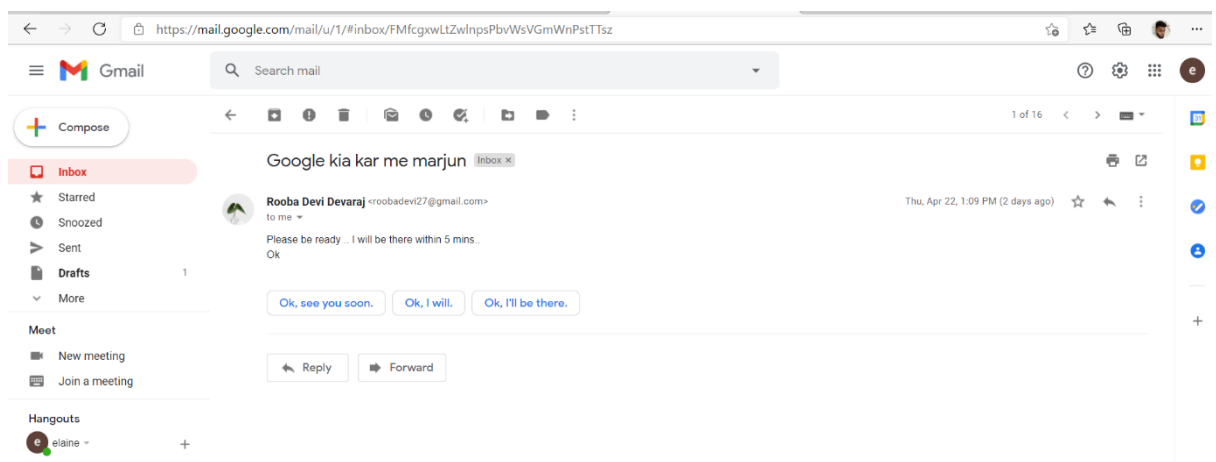 https://mail.google.com/mail/u/1/#inbox/FMfcgxwLtZwlnpsPbvWsVGmWnPstTTsz
Gmail
Search mail
e
Compose
1 of 16
31
Inbox
Google kia kar me marjun Inbox ×
Starred
Rooba Devi Devaraj <roobadevi27@gmail.com>
Thu, Apr 22, 1:09 PM (2 days ago)
to me
Snoozed
Please be ready .. I will be there within 5 mins..
Sent
Ok
Drafts 1
More
Ok, see you soon. Ok, I will. Ok, I'll be there.
Meet
New meeting
Reply Forward
Join a meeting
Hangouts
e elaine